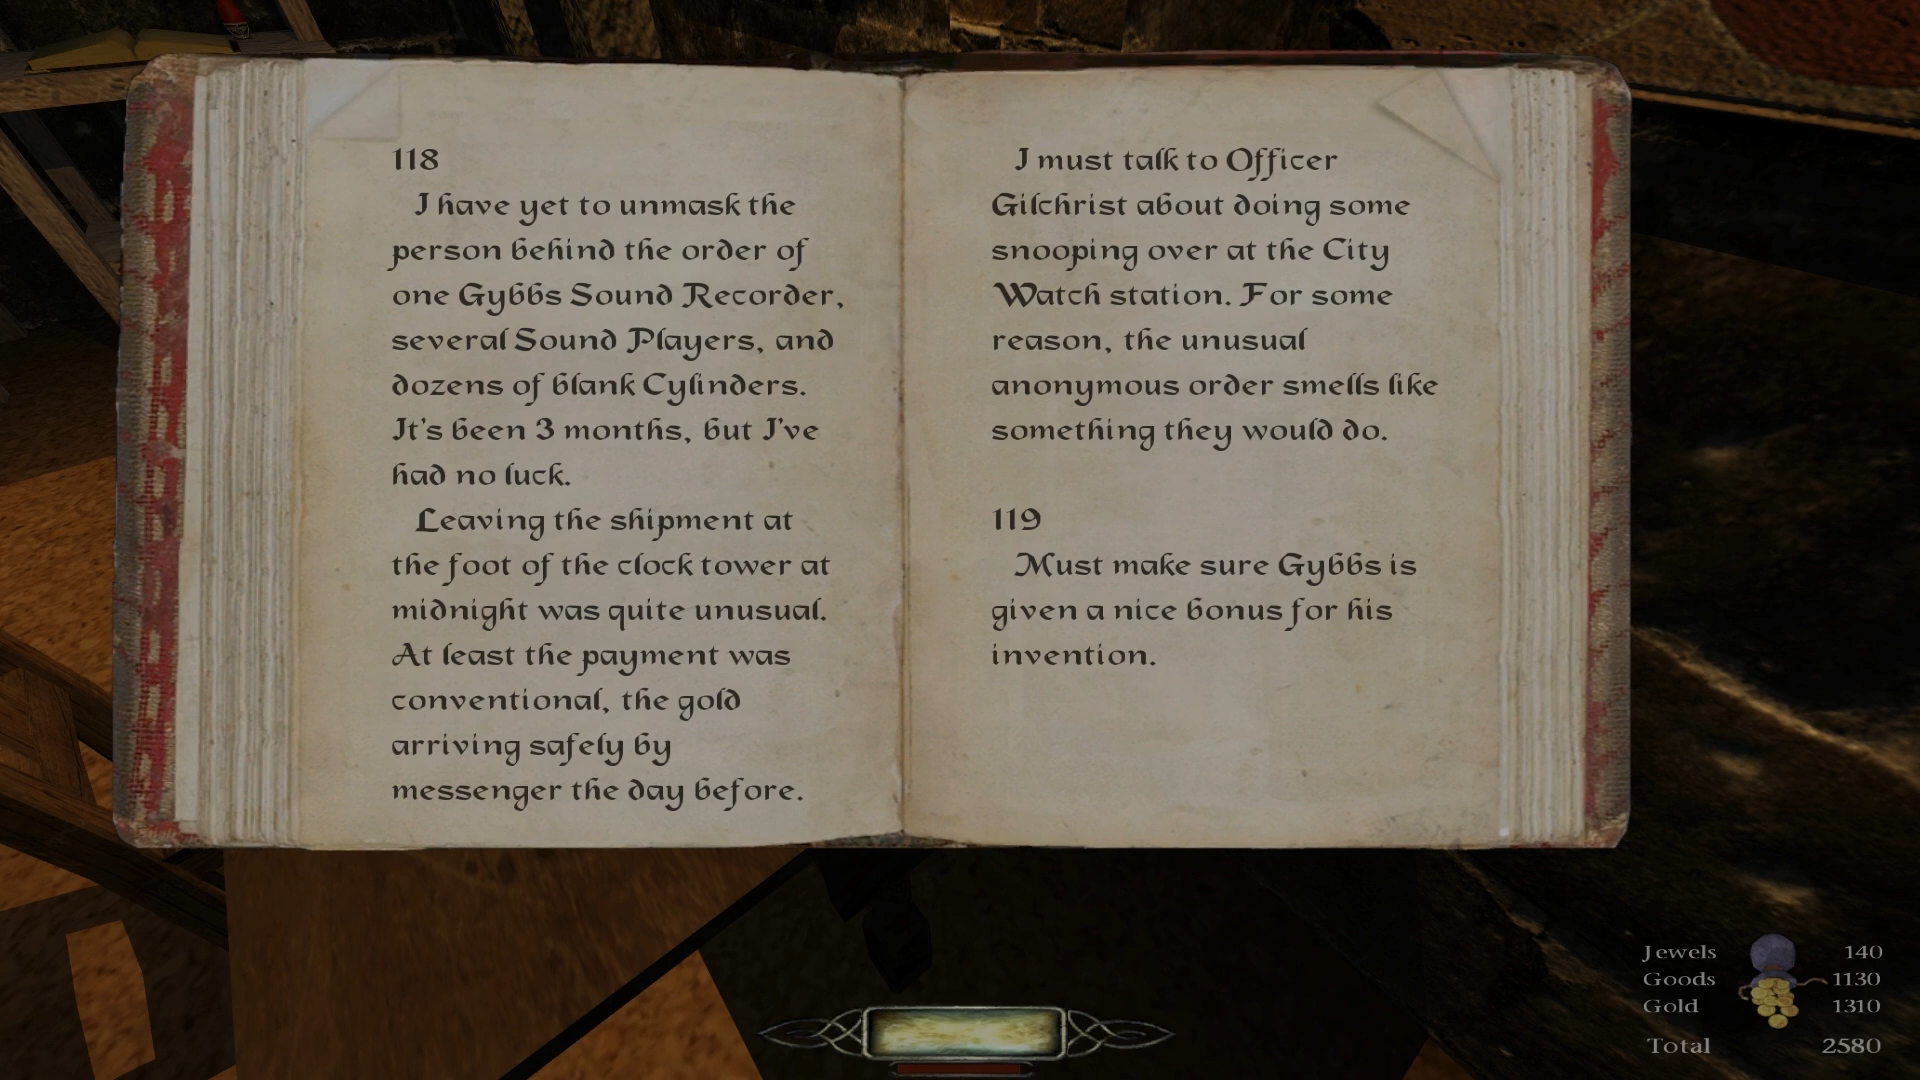 118
I have yet to unmask the
person behind the order of
one Gybbs Sound Recorder,
several Sound Players, and
dozens of blank Cylinders.
It's been 3 months, but I've
had no luck.
Leaving the shipment at
the foot of the clock tower at
midnight was quite unusual.
At least the payment was
conventional, the gold
arriving safely by
messenger the day before.
I must talk to Officer
Gilchrist about doing some
snooping over at the City
Watch station. For some
reason, the unusual
anonymous order smells like
something they would do.
119
Must make sure Gybbs is
given a nice bonus for his
invention.
Jewels 140
Goods 1130
Gold 1310
Total 2580